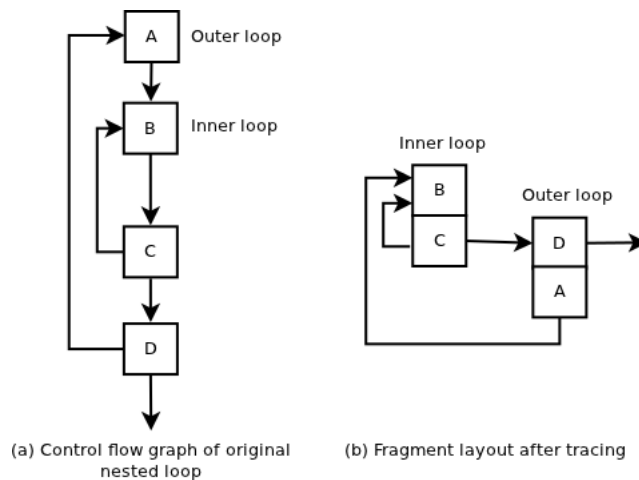 A
Outer loop
B
Inner loop
C
D
(a) Control flow graph of original
nested loop
Inner loop
B
C
Outer loop
D
A
(b) Fragment layout after tracing